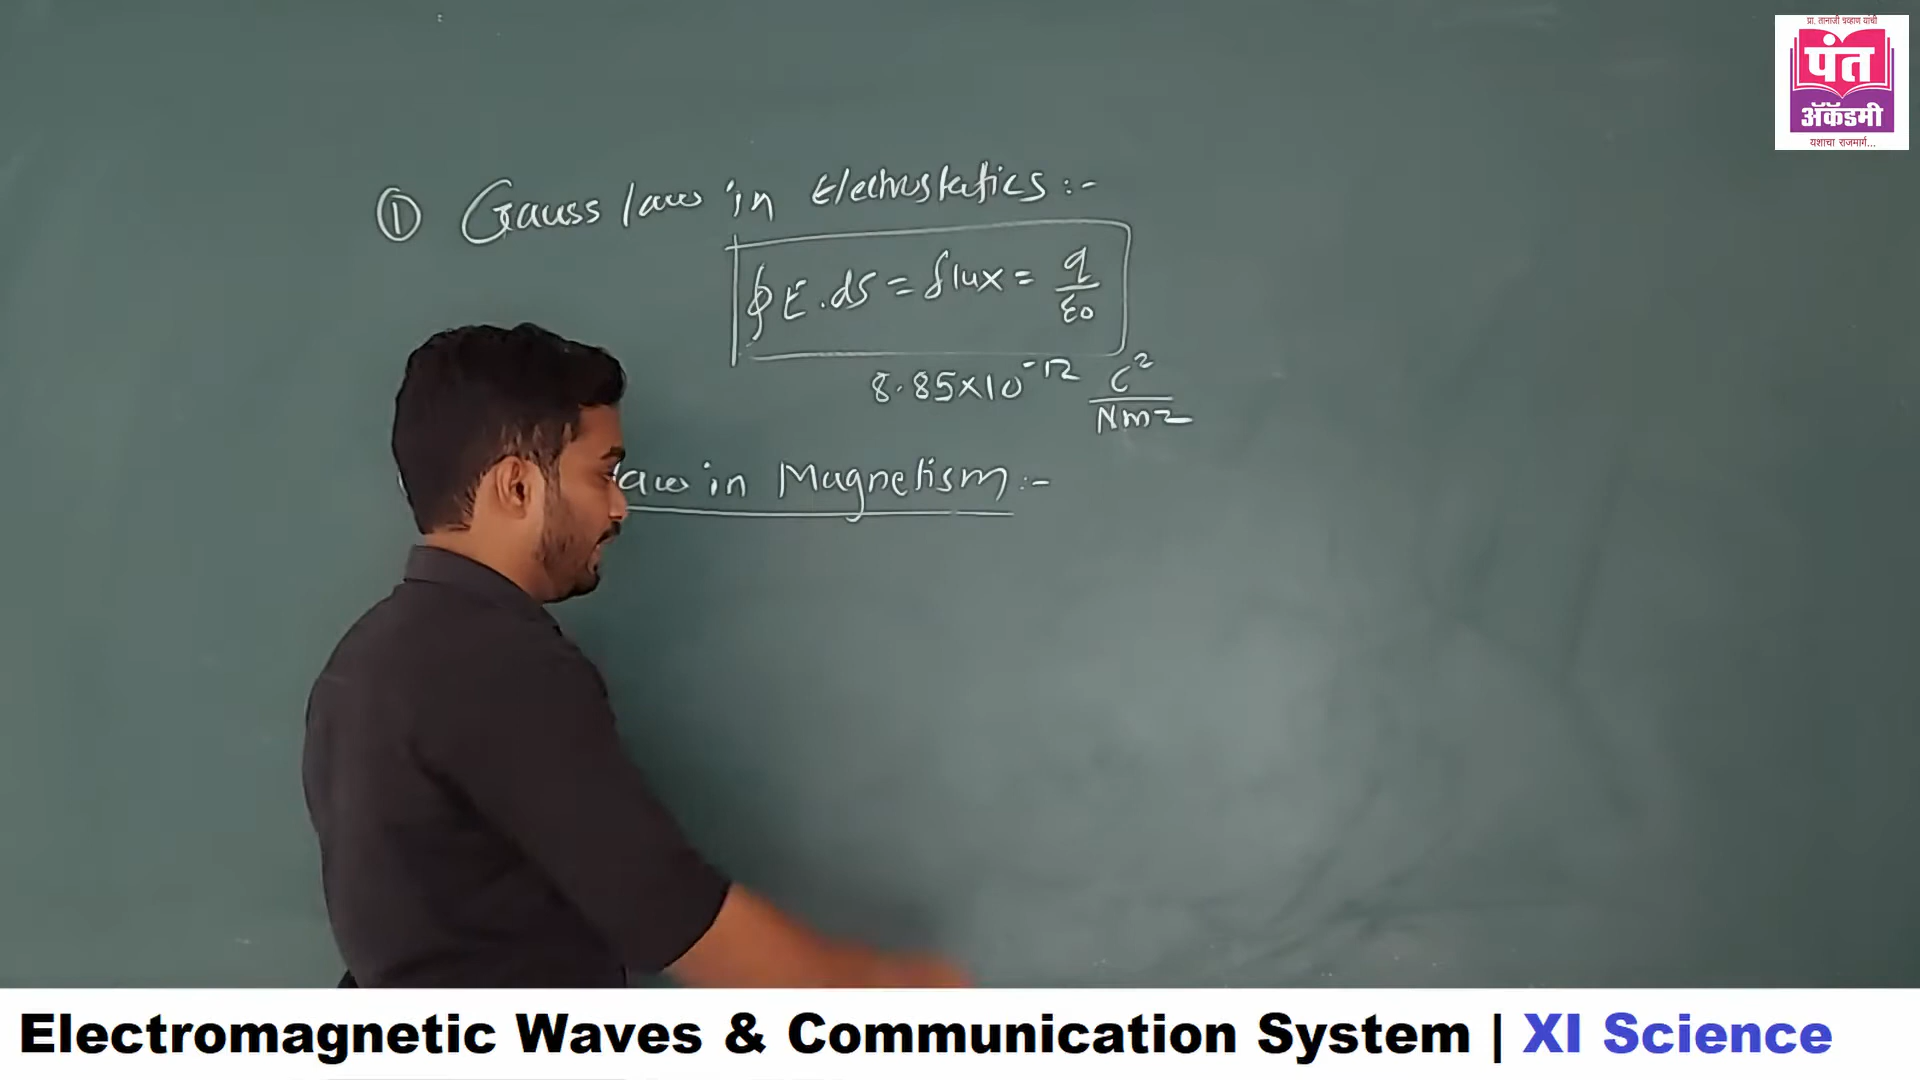 प्रा. तानाजी चव्हाण यांची
पंत
अ‍ॅकॅडमी
यशाचा राजमार्ग...
① Gauss law in Electrostatics :-
∮E.ds = flux = q/ε0
8.85×10⁻¹² C²/Nm2
law in Magnetism :-
Electromagnetic Waves & Communication System | XI Science